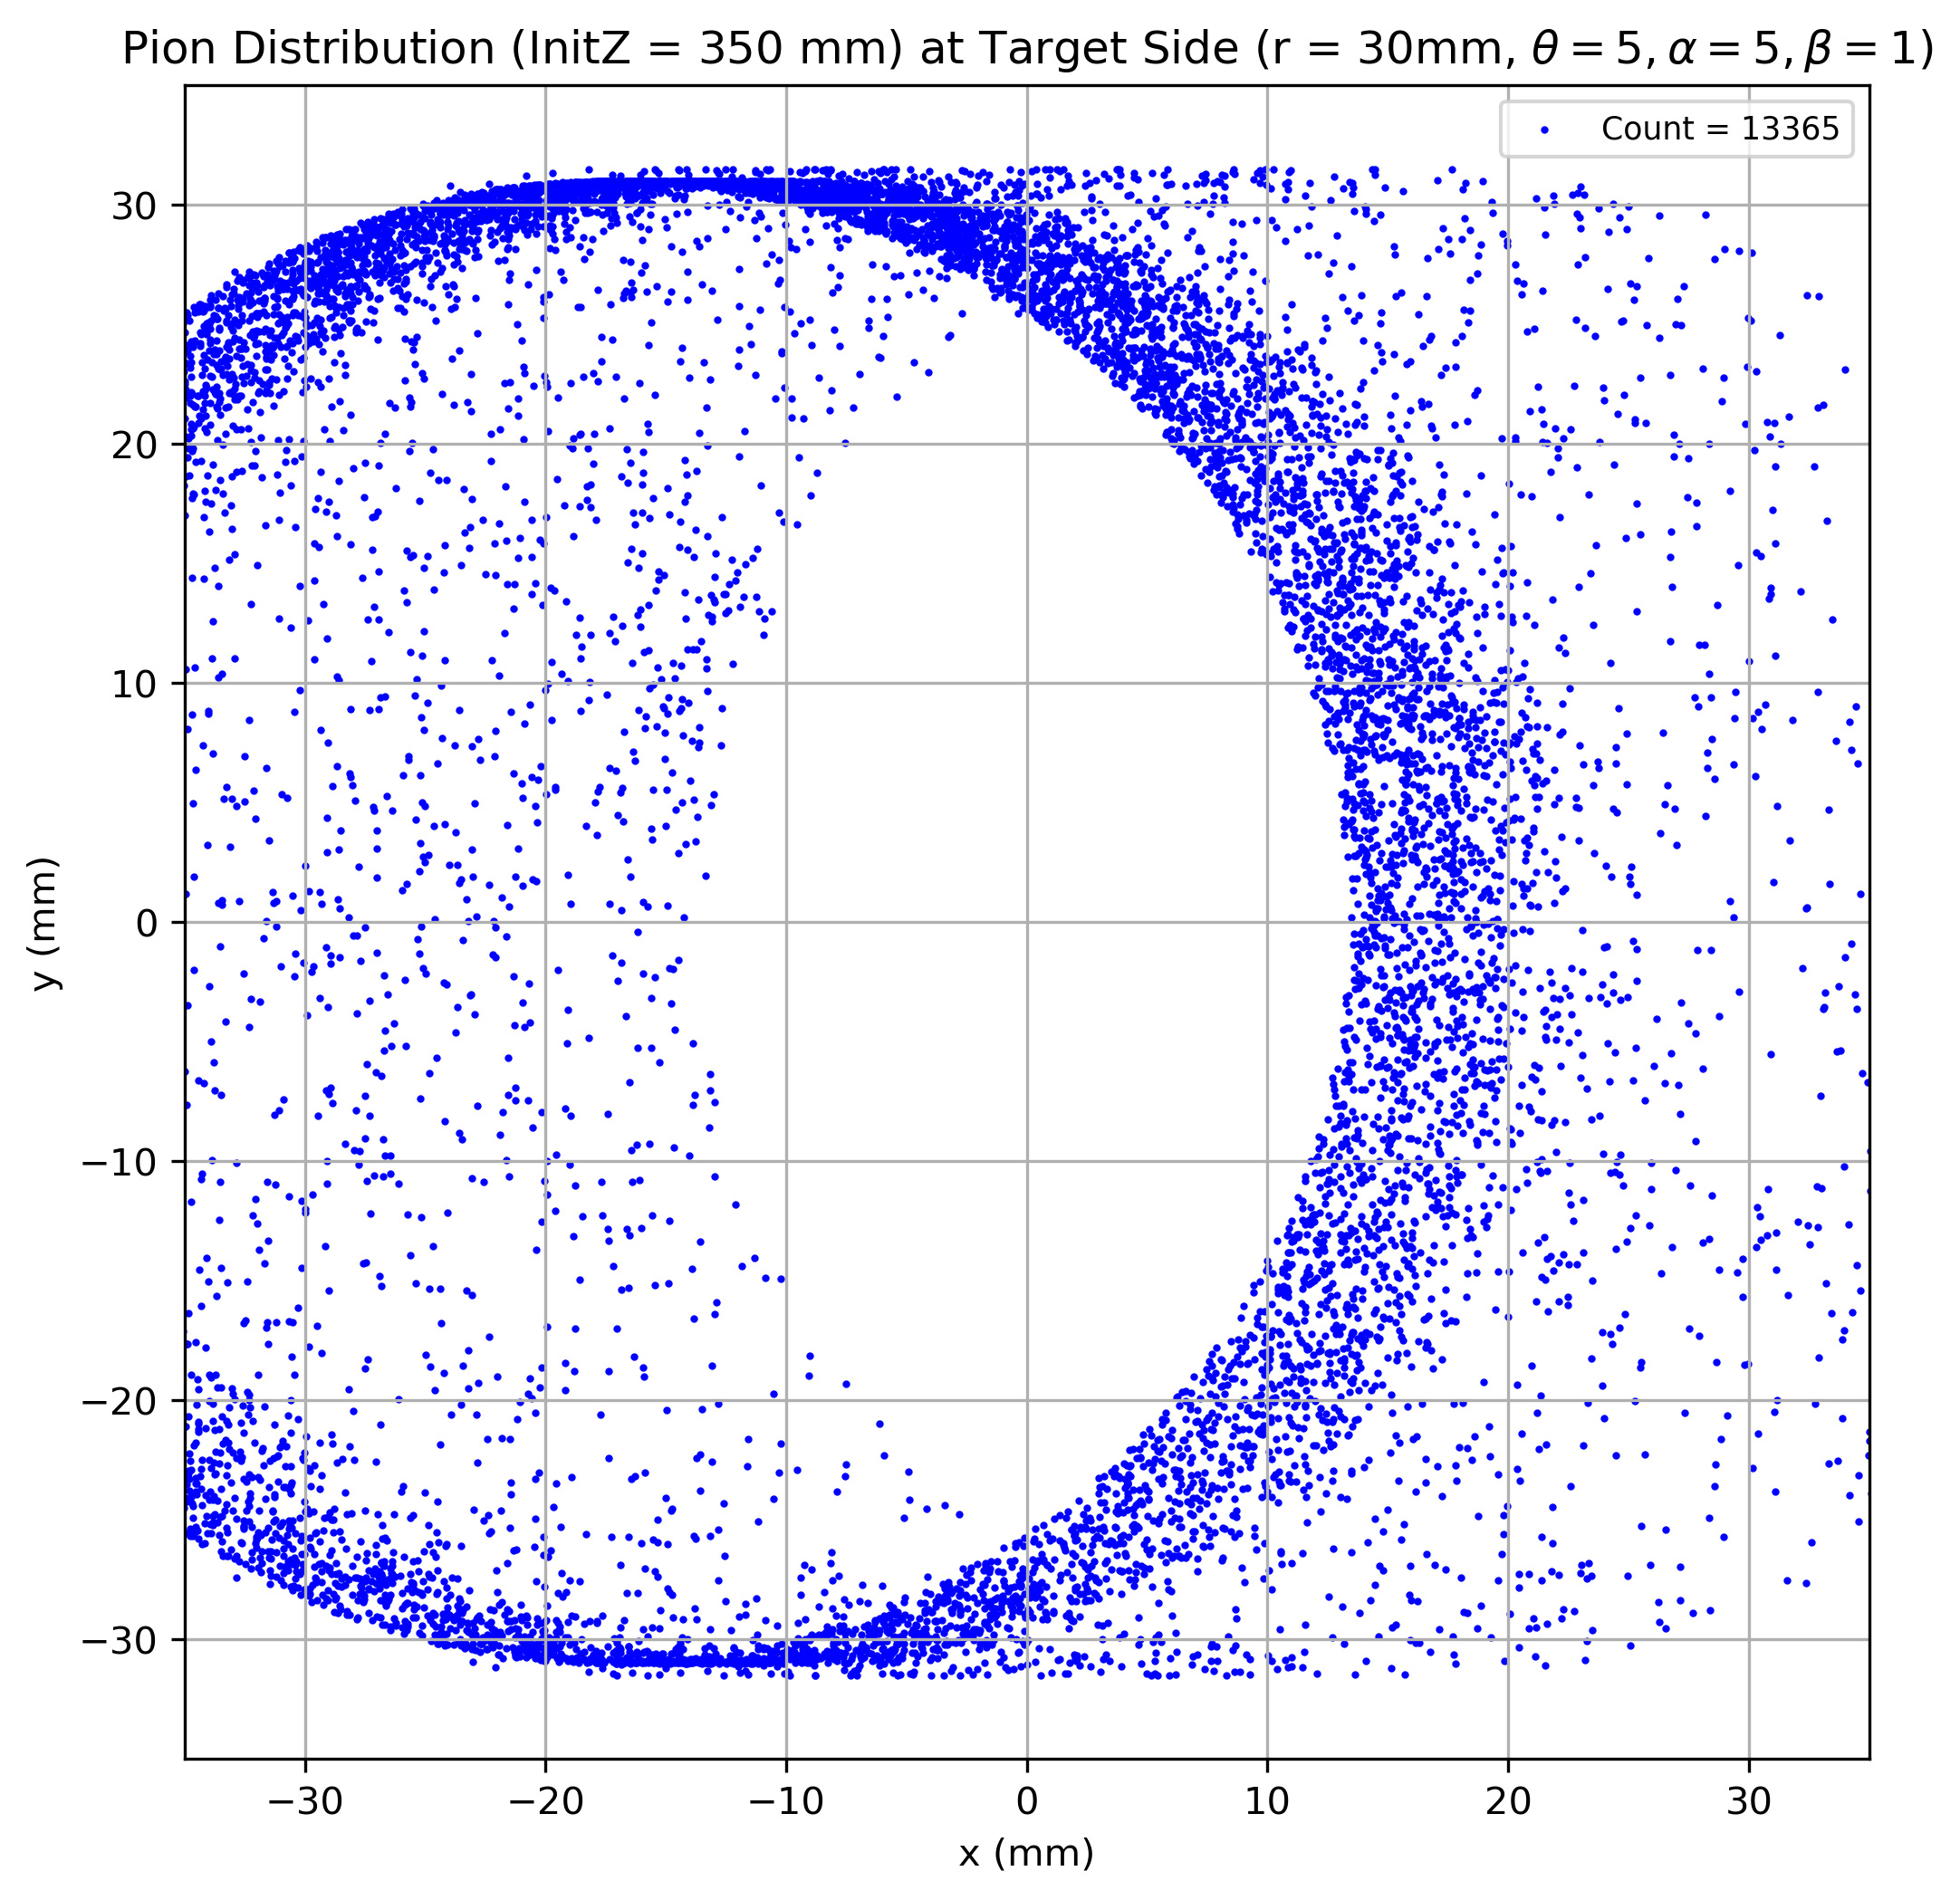 Pion Distribution (InitZ = 350 mm) at Target Side (r = 30mm, θ = 5, α = 5, β = 1)
Count = 13365
30
20
10
0
−10
−20
−30
y (mm)
−30 −20 −10 0 10 20 30
x (mm)